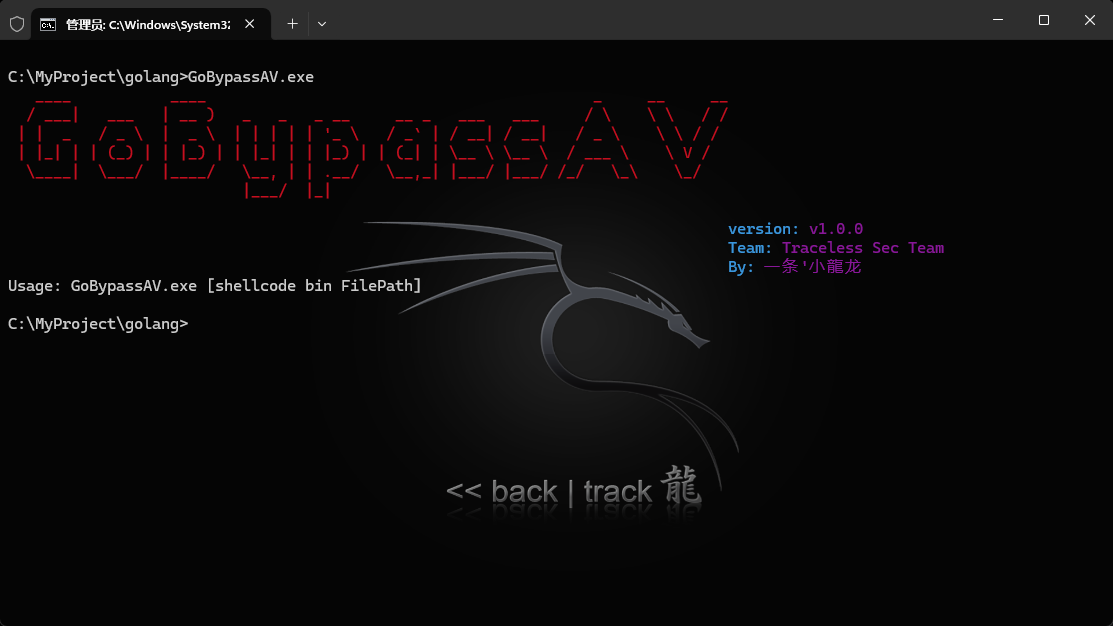 管理员: C:\Windows\System32
C:\MyProject\golang>GoBypassAV.exe
GoBypassAV
version: v1.0.0
Team: Traceless Sec Team
By: 一条'小龍龙
Usage: GoBypassAV.exe [shellcode bin FilePath]
C:\MyProject\golang>
<< back | track 龍